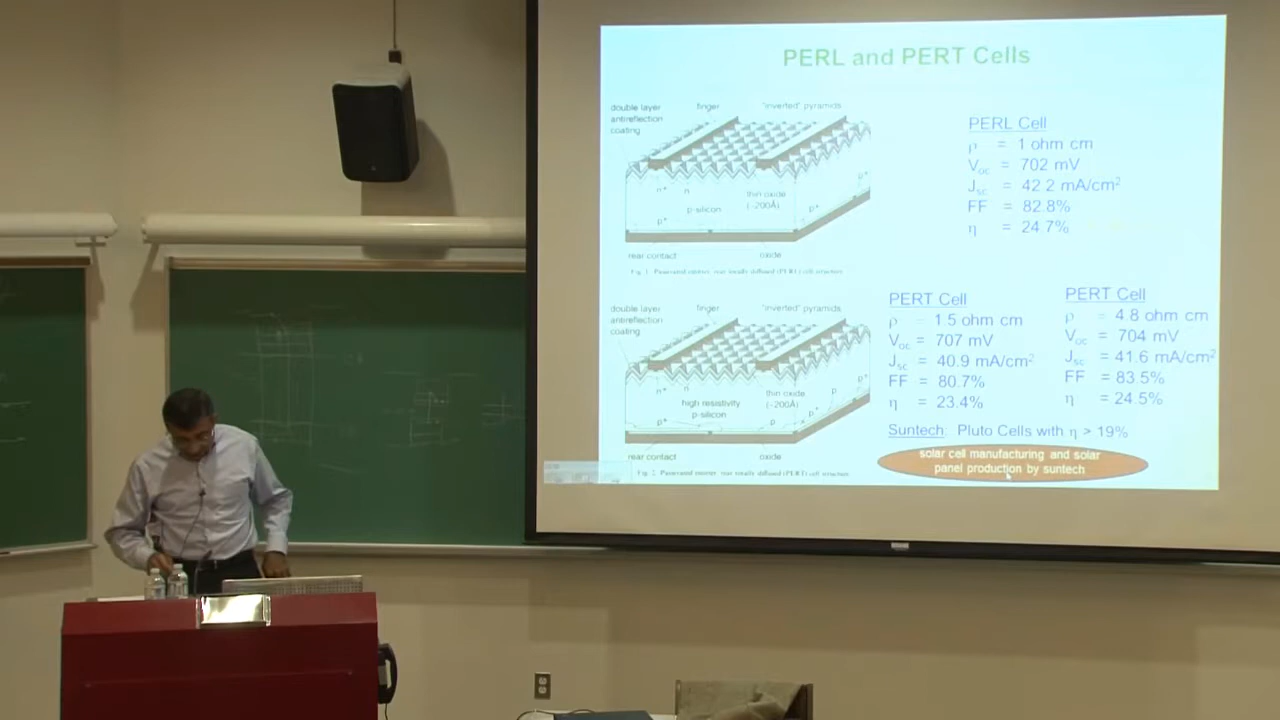 PERL and PERT Cells
double layer
antireflection
coating
finger
"inverted" pyramids
n+
n
p-silicon
thin oxide
(~200Å)
p+
p+
p+
rear contact
oxide
PERL Cell
ρ = 1 ohm cm
Voc = 702 mV
Jsc = 42.2 mA/cm2
FF = 82.8%
η = 24.7%
double layer
antireflection
coating
finger
"inverted" pyramids
n+
n
high resistivity
p-silicon
thin oxide
(~200Å)
p+
p
p+
p
rear contact
oxide
PERT Cell
ρ = 1.5 ohm cm
Voc = 707 mV
Jsc = 40.9 mA/cm2
FF = 80.7%
η = 23.4%
PERT Cell
ρ = 4.8 ohm cm
Voc = 704 mV
Jsc = 41.6 mA/cm2
FF = 83.5%
η = 24.5%
Suntech: Pluto Cells with η > 19%
solar cell manufacturing and solar
panel production by suntech